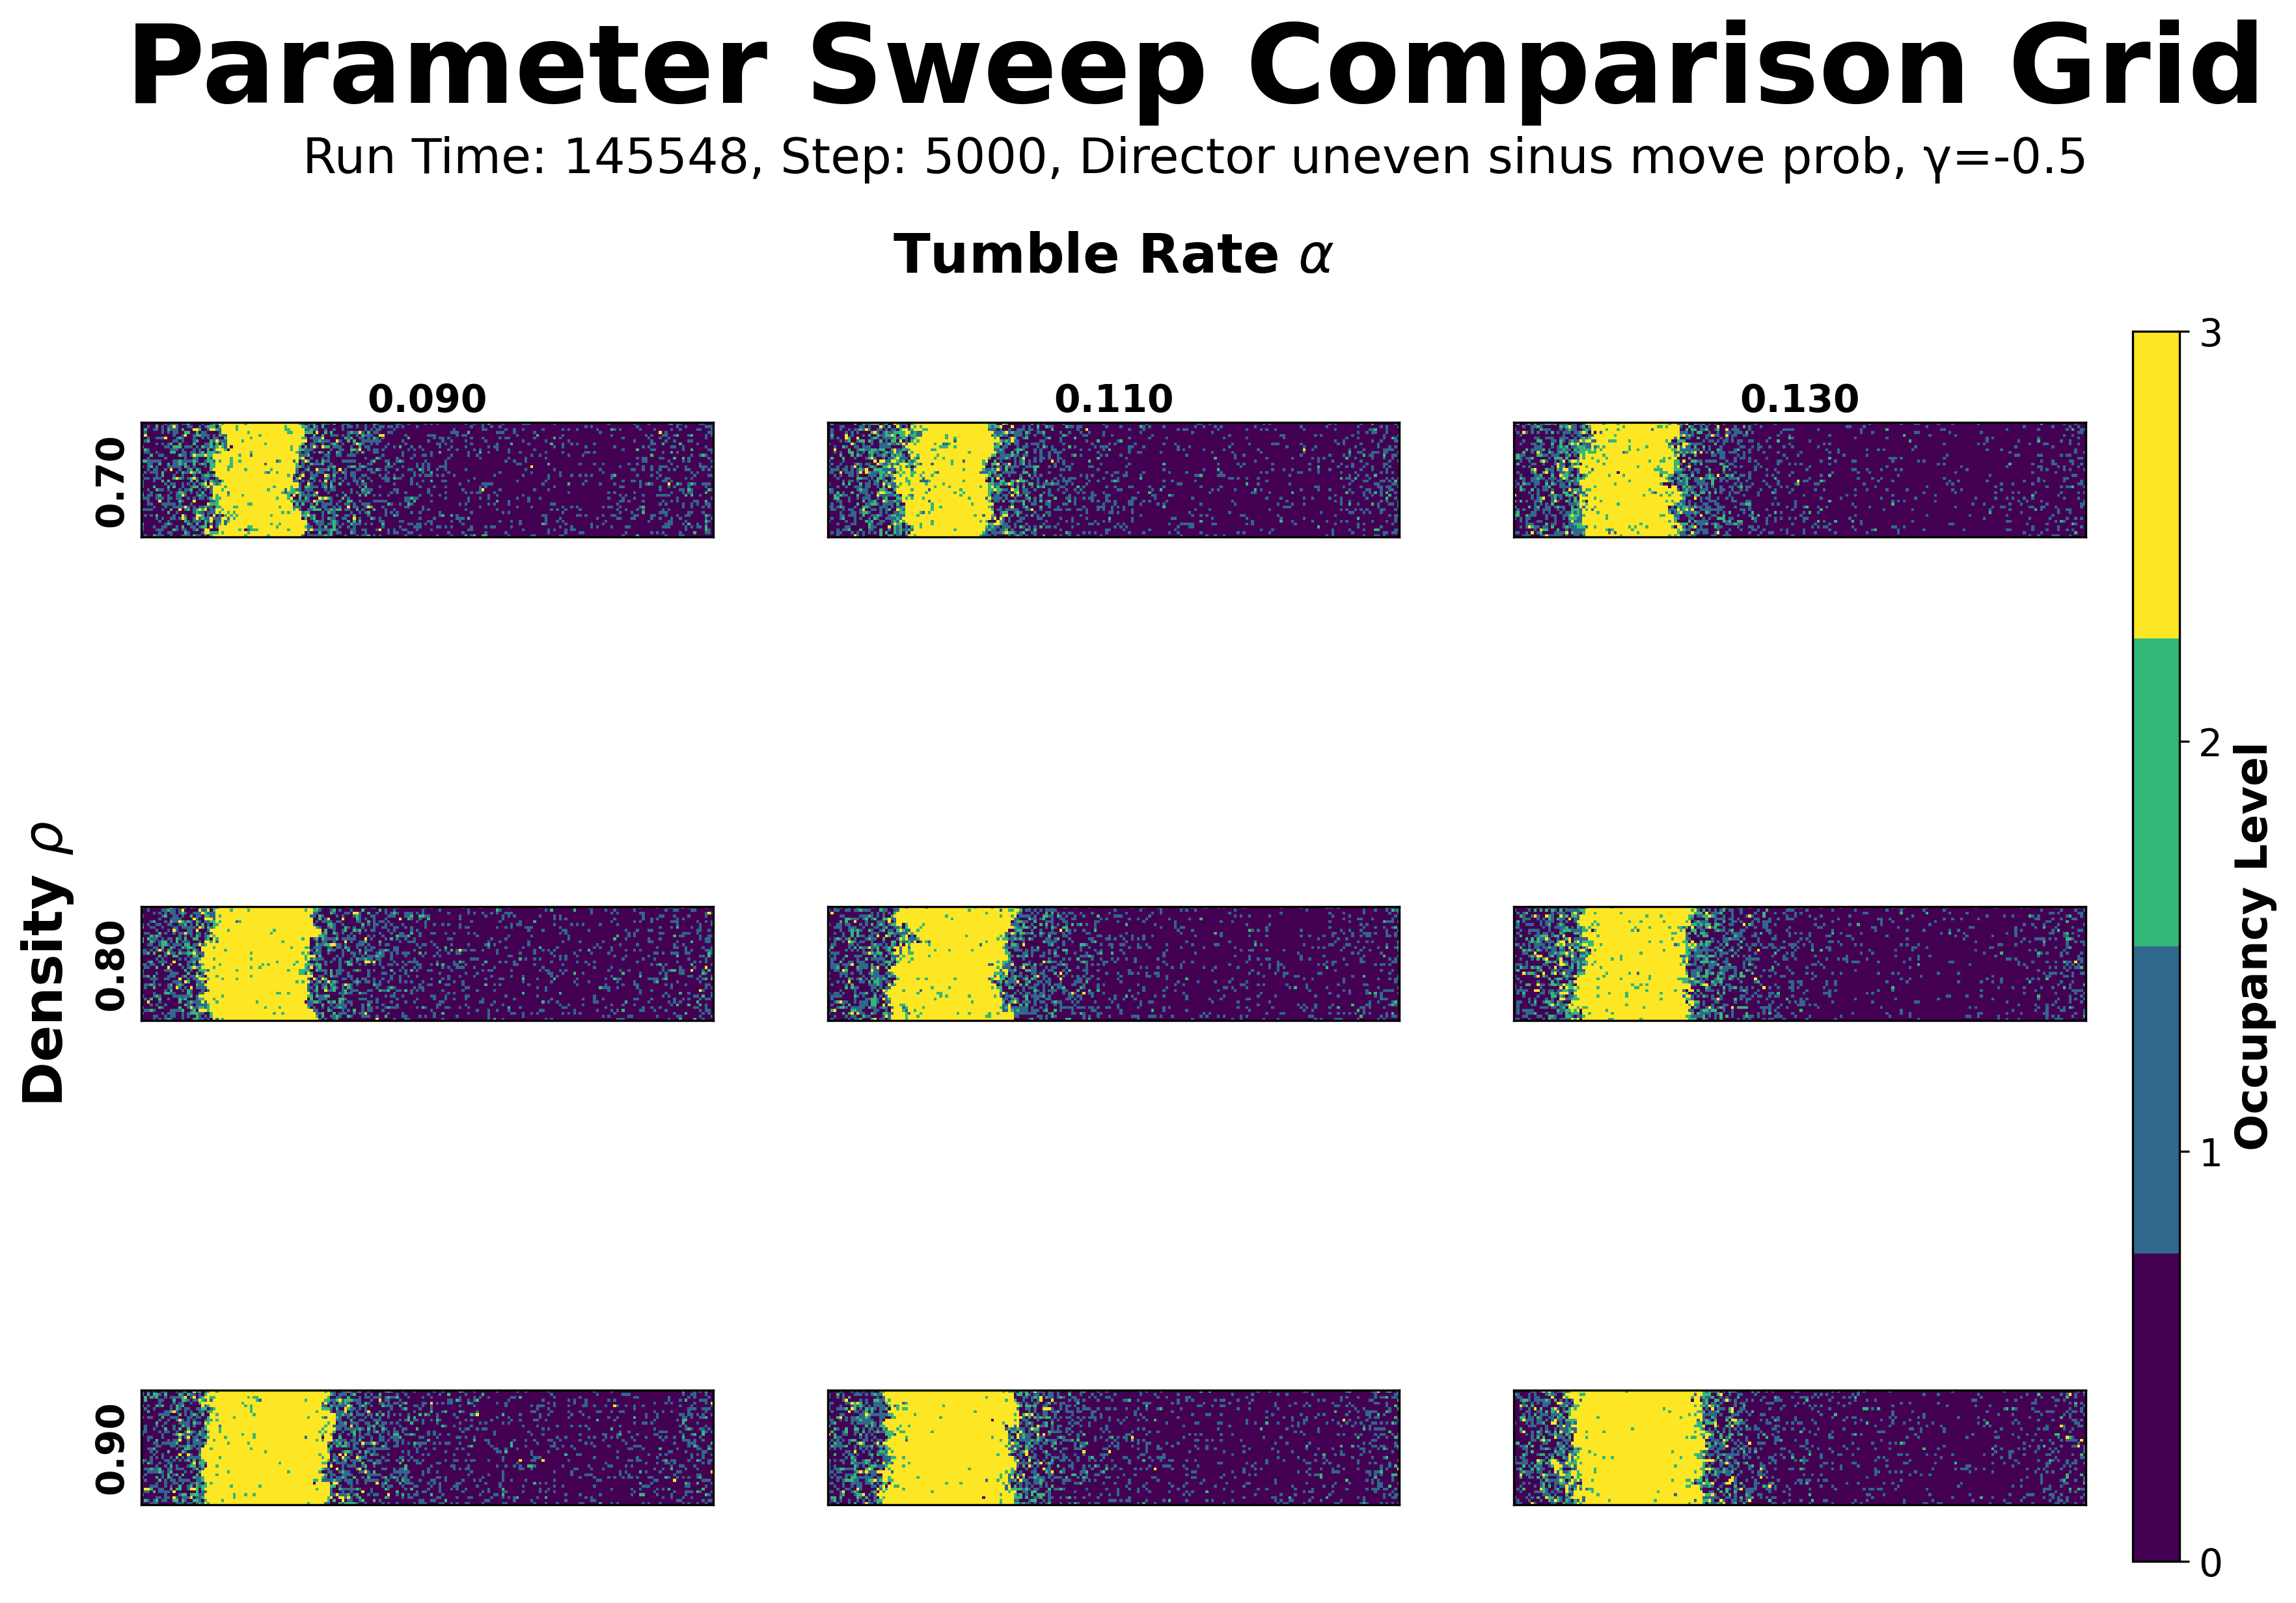 Parameter Sweep Comparison Grid
Run Time: 145548, Step: 5000, Director uneven sinus move prob, γ=-0.5
Tumble Rate α
0.090 0.110 0.130
Density ρ
0.70
0.80
0.90
3
2
1
0
Occupancy Level